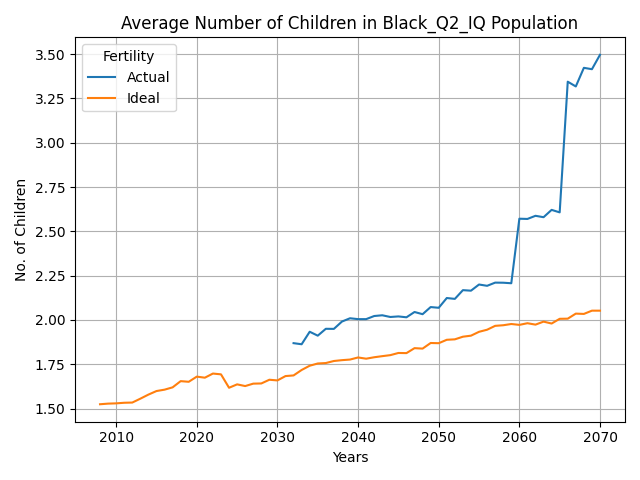 Average Number of Children in Black_Q2_IQ Population
Fertility
Actual
Ideal
No. of Children
3.50
3.25
3.00
2.75
2.50
2.25
2.00
1.75
1.50
2010 2020 2030 2040 2050 2060 2070
Years